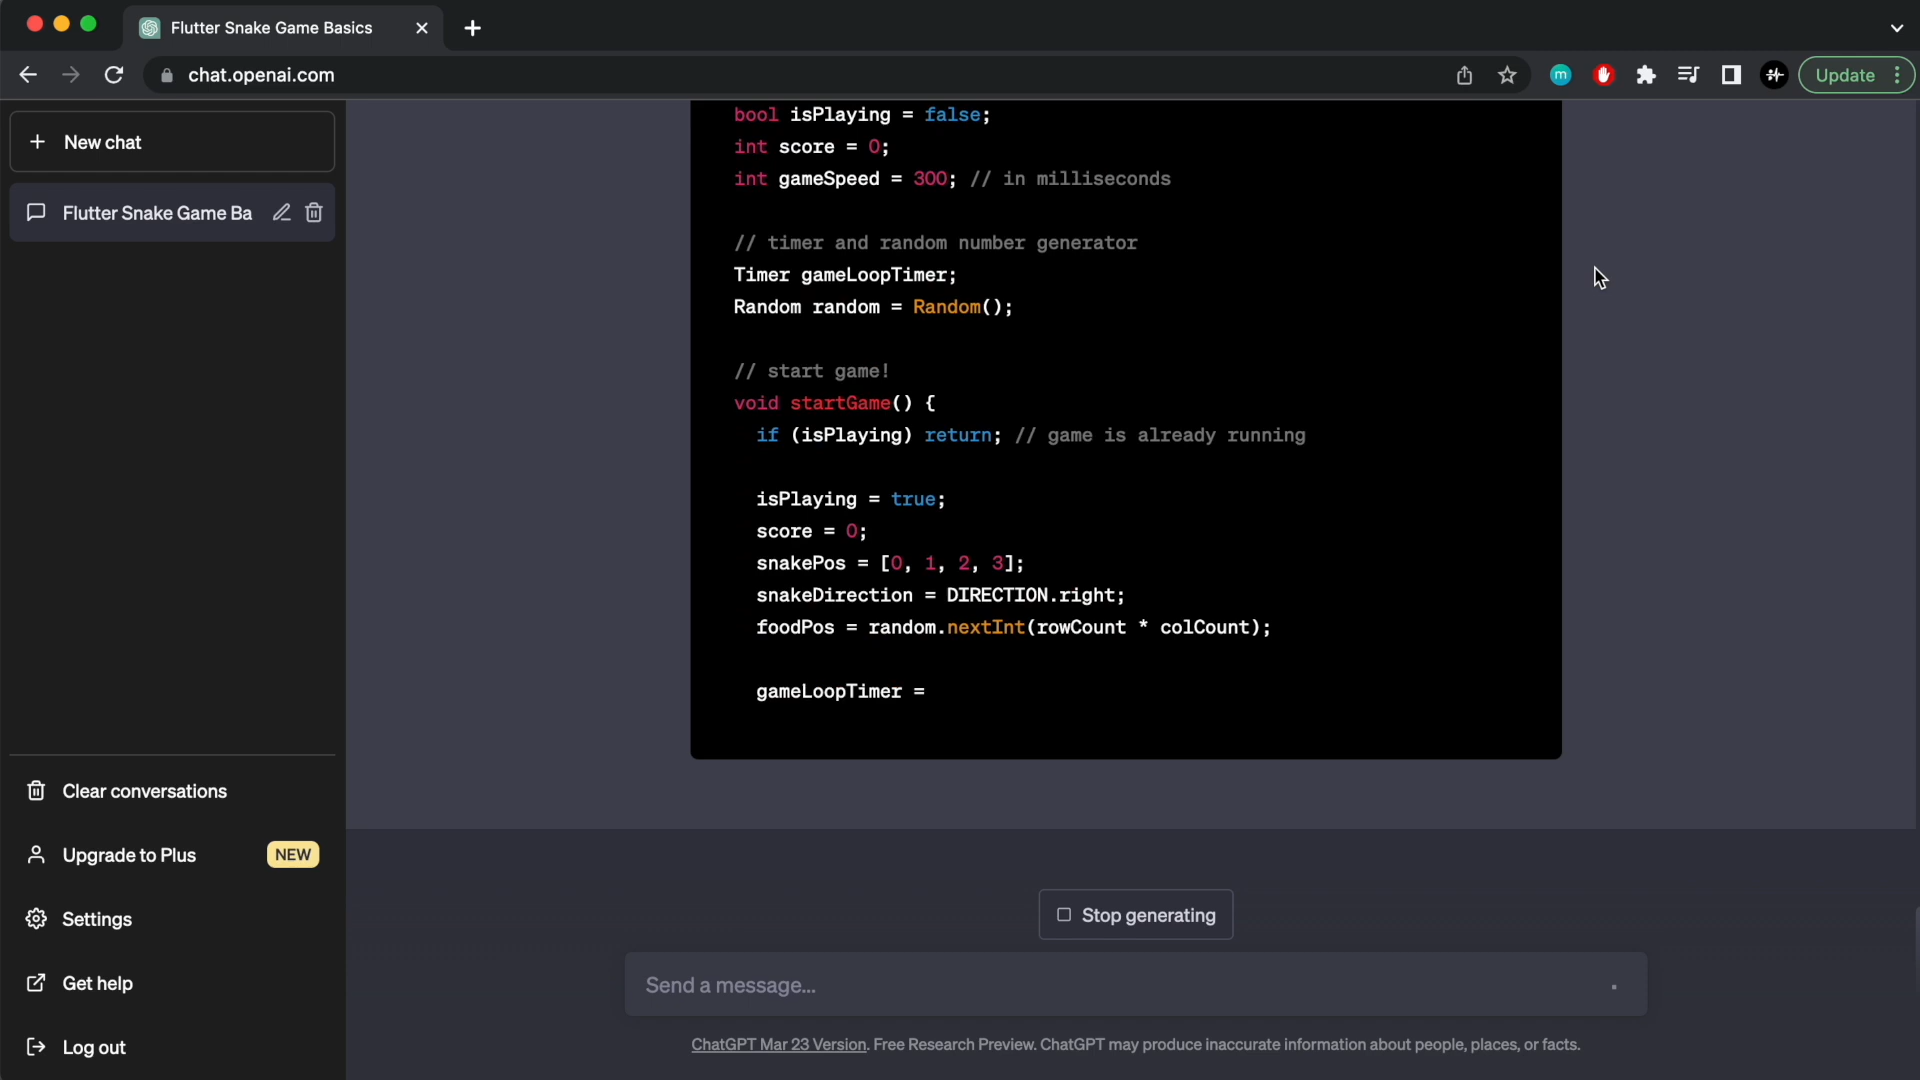 Flutter Snake Game Basics
chat.openai.com
m
Update
New chat
Flutter Snake Game Ba
bool isPlaying = false;
int score = 0;
int gameSpeed = 300; // in milliseconds
// timer and random number generator
Timer gameLoopTimer;
Random random = Random();
// start game!
void startGame() {
if (isPlaying) return; // game is already running
isPlaying = true;
score = 0;
snakePos = [0, 1, 2, 3];
snakeDirection = DIRECTION.right;
foodPos = random.nextInt(rowCount * colCount);
gameLoopTimer =
Clear conversations
Upgrade to Plus NEW
Settings
Get help
Log out
Stop generating
Send a message...
ChatGPT Mar 23 Version. Free Research Preview. ChatGPT may produce inaccurate information about people, places, or facts.